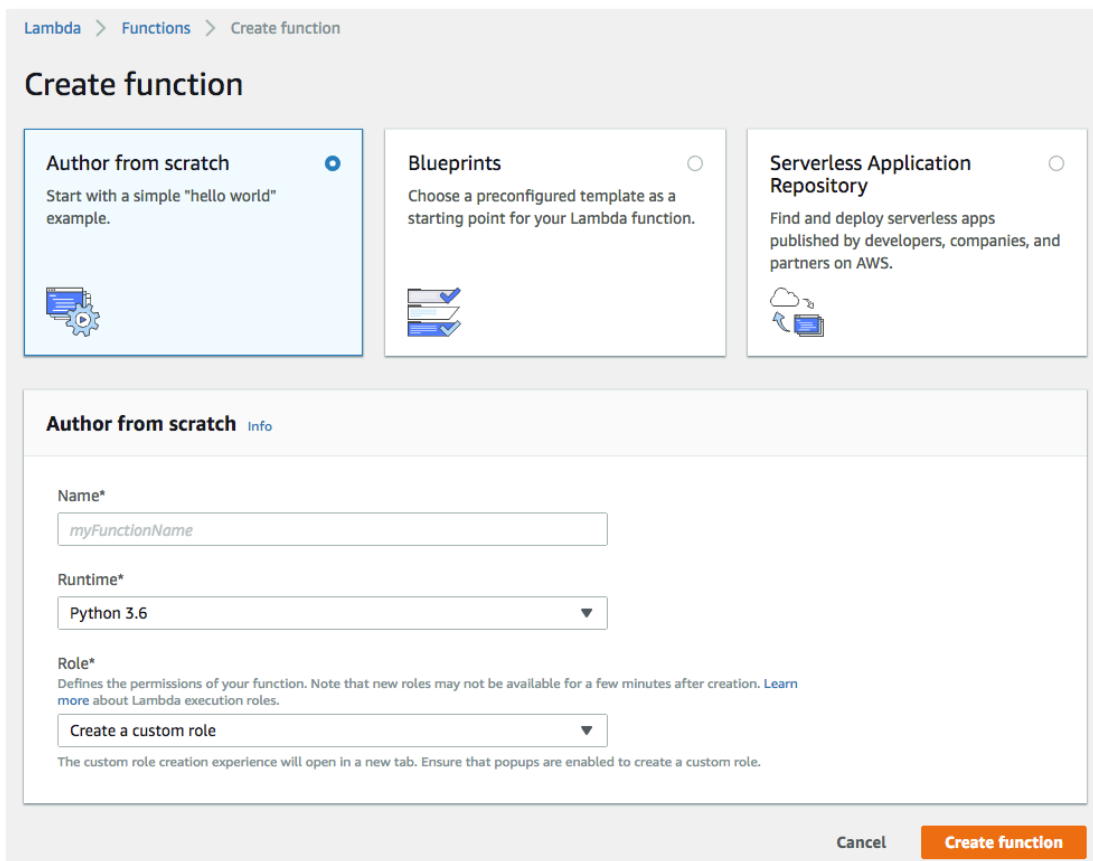 Lambda > Functions > Create function
Create function
Author from scratch
Start with a simple "hello world"
example.
Blueprints
Choose a preconfigured template as a
starting point for your Lambda function.
Serverless Application
Repository
Find and deploy serverless apps
published by developers, companies, and
partners on AWS.
Author from scratch Info
Name*
myFunctionName
Runtime*
Python 3.6
Role*
Defines the permissions of your function. Note that new roles may not be available for a few minutes after creation. Learn
more about Lambda execution roles.
Create a custom role
The custom role creation experience will open in a new tab. Ensure that popups are enabled to create a custom role.
Cancel Create function